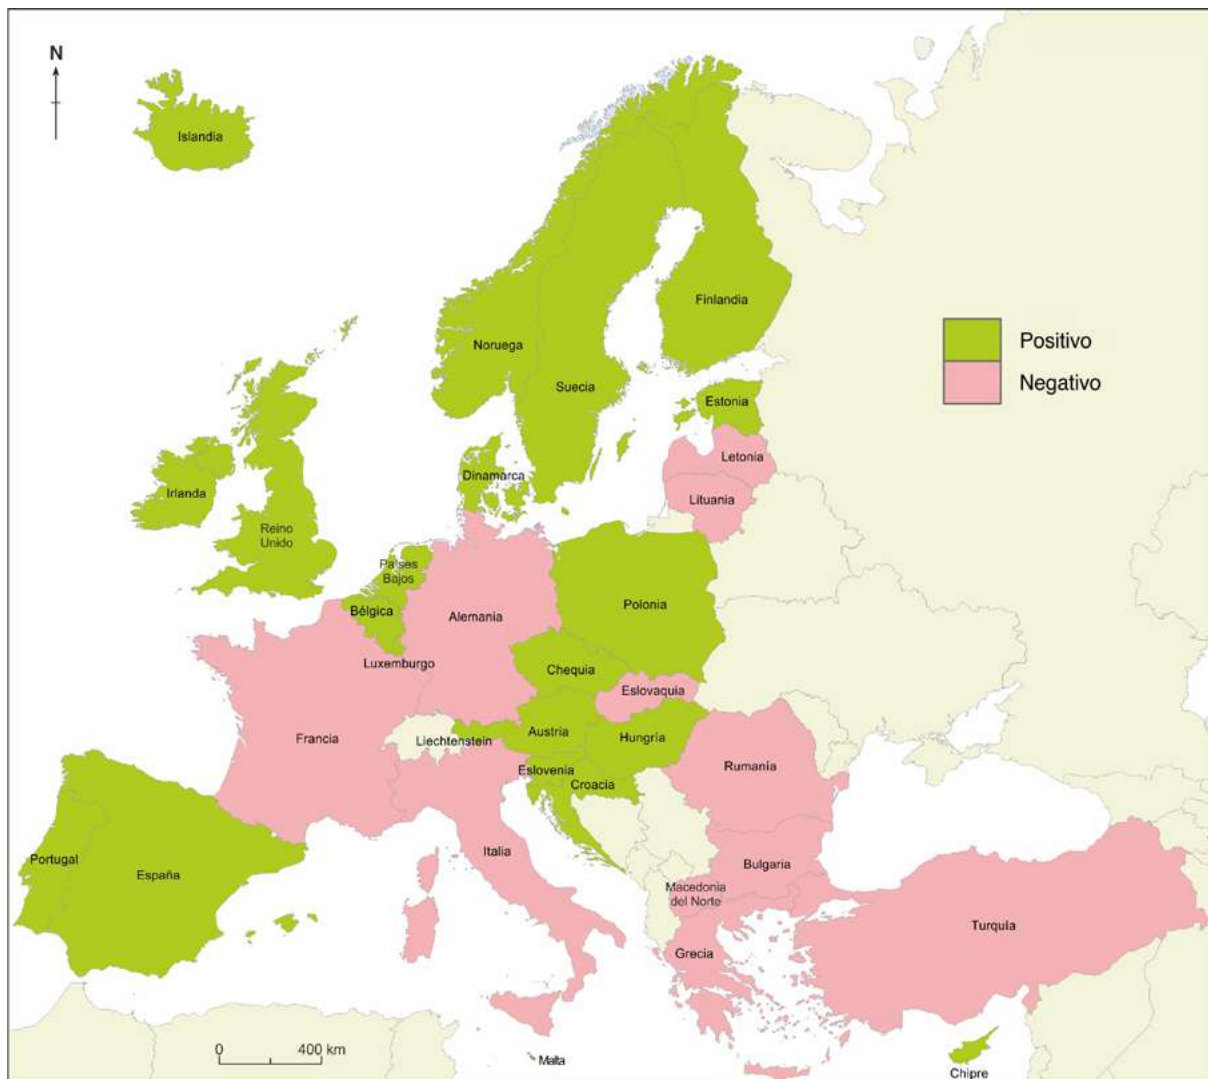 N
Islandia
Finlandia
Noruega
Suecia
Positivo
Negativo
Estonia
Letonia
Lituania
Dinamarca
Irlanda
Reino
Unido
Países
Bajos
Bélgica
Alemania
Polonia
Luxemburgo
Chequia
Eslovaquia
Francia
Liechtenstein
Austria
Hungría
Eslovenia
Croacia
Rumanía
Portugal
España
Italia
Bulgaria
Macedonia
del Norte
Grecia
Turquía
0 400 km
Malta
Chipre